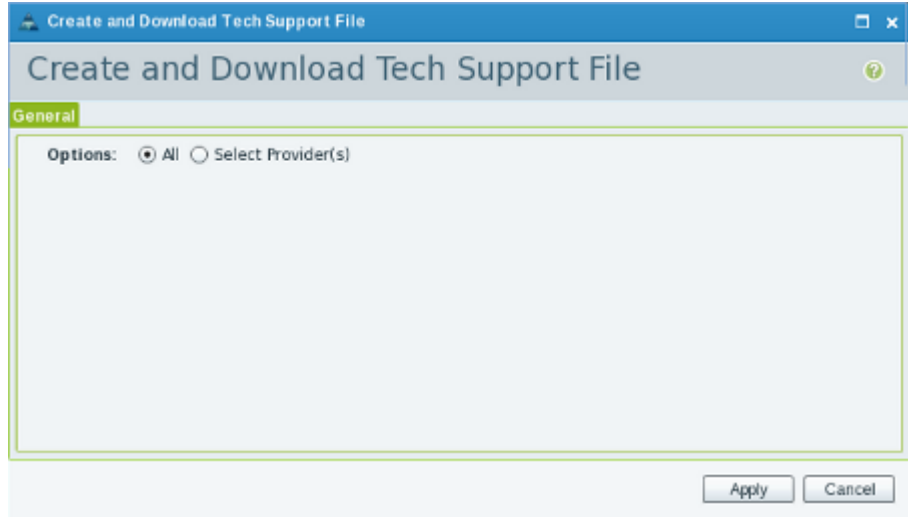 Create and Download Tech Support File
Create and Download Tech Support File
General
Options: All Select Provider(s)
Apply Cancel